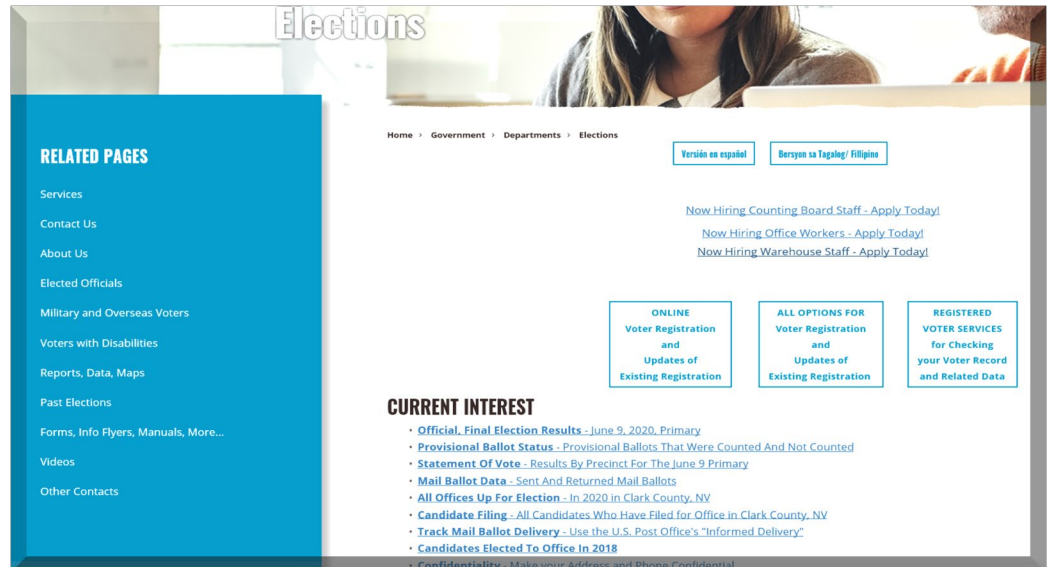 Elections
Home › Government › Departments › Elections
Versión en español
Bersyon sa Tagalog/ Fillipino
RELATED PAGES
Services
Contact Us
About Us
Elected Officials
Military and Overseas Voters
Voters with Disabilities
Reports, Data, Maps
Past Elections
Forms, Info Flyers, Manuals, More...
Videos
Other Contacts
Now Hiring Counting Board Staff - Apply Today!
Now Hiring Office Workers - Apply Today!
Now Hiring Warehouse Staff - Apply Today!
ONLINE
Voter Registration
and
Updates of
Existing Registration
ALL OPTIONS FOR
Voter Registration
and
Updates of
Existing Registration
REGISTERED
VOTER SERVICES
for Checking
your Voter Record
and Related Data
CURRENT INTEREST
• Official, Final Election Results - June 9, 2020, Primary
• Provisional Ballot Status - Provisional Ballots That Were Counted And Not Counted
• Statement Of Vote - Results By Precinct For The June 9 Primary
• Mail Ballot Data - Sent And Returned Mail Ballots
• All Offices Up For Election - In 2020 in Clark County, NV
• Candidate Filing - All Candidates Who Have Filed for Office in Clark County, NV
• Track Mail Ballot Delivery - Use the U.S. Post Office's "Informed Delivery"
• Candidates Elected To Office In 2018
• Confidentiality - Make your Address and Phone Confidential